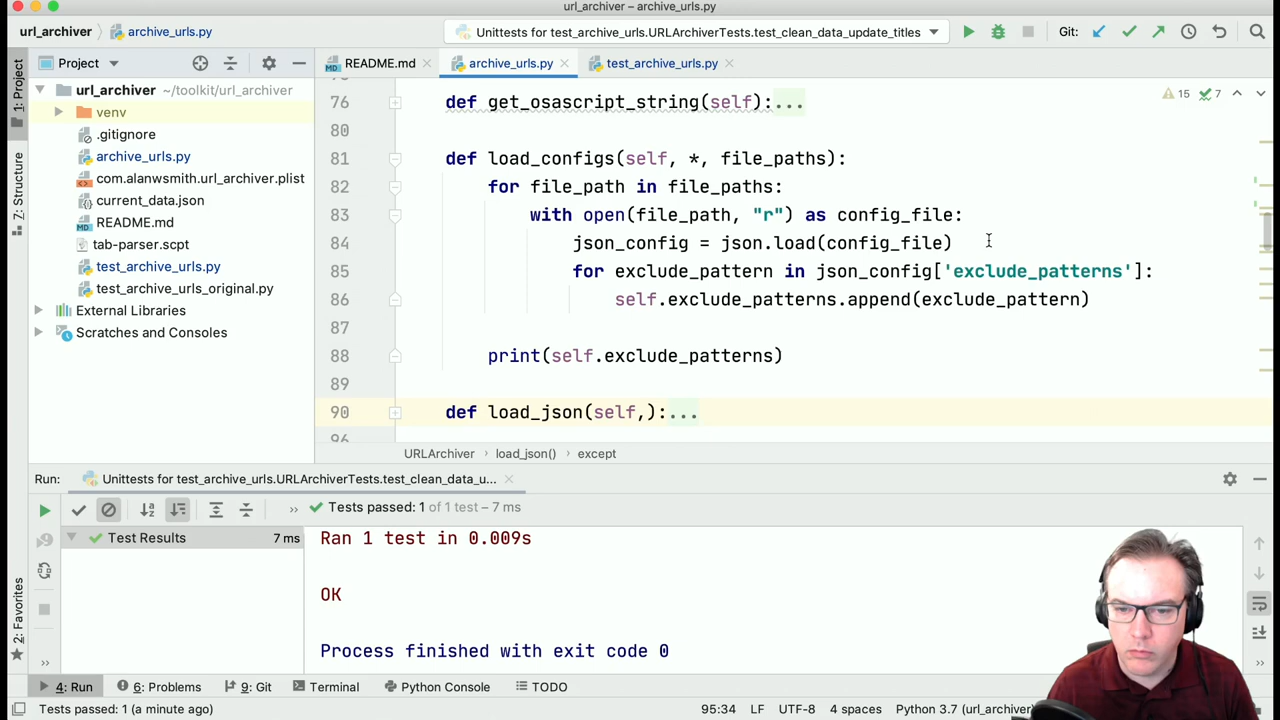 url_archiver – archive_urls.py
url_archiver archive_urls.py Unittests for test_archive_urls.URLArchiverTests.test_clean_data_update_titles Git:
1: Project
7: Structure
2: Favorites
Project
url_archiver ~/toolkit/url_archiver
venv
.gitignore
archive_urls.py
com.alanwsmith.url_archiver.plist
current_data.json
README.md
tab-parser.scpt
test_archive_urls.py
test_archive_urls_original.py
External Libraries
Scratches and Consoles
README.md archive_urls.py test_archive_urls.py
15 7
76 def get_osascript_string(self):...
80
81 def load_configs(self, *, file_paths):
82 for file_path in file_paths:
83 with open(file_path, "r") as config_file:
84 json_config = json.load(config_file)
85 for exclude_pattern in json_config['exclude_patterns']:
86 self.exclude_patterns.append(exclude_pattern)
87
88 print(self.exclude_patterns)
89
90 def load_json(self,):...
96
URLArchiver load_json() except
Run: Unittests for test_archive_urls.URLArchiverTests.test_clean_data_u...
Tests passed: 1 of 1 test – 7 ms
Test Results 7 ms
Ran 1 test in 0.009s
OK
Process finished with exit code 0
4: Run 6: Problems 9: Git Terminal Python Console TODO
Tests passed: 1 (a minute ago) 95:34 LF UTF-8 4 spaces Python 3.7 (url_archiver)